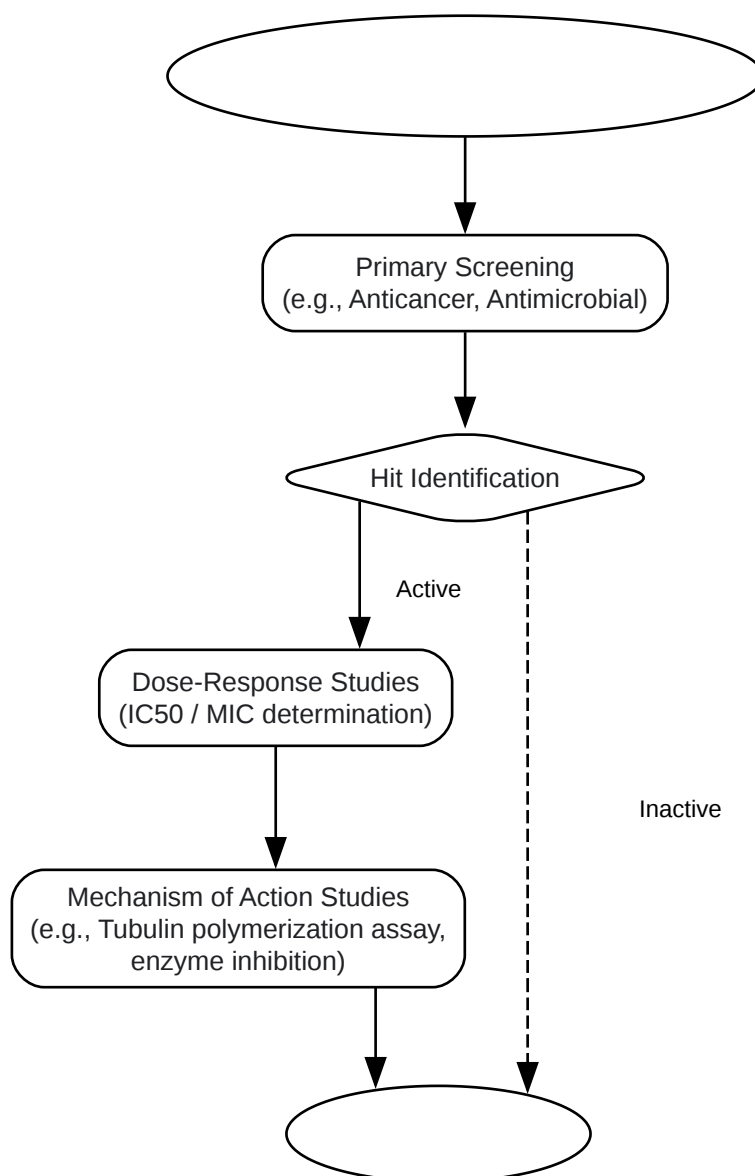 Primary Screening
(e.g., Anticancer, Antimicrobial)
Hit Identification
Active
Dose-Response Studies
(IC50 / MIC determination)
Inactive
Mechanism of Action Studies
(e.g., Tubulin polymerization assay,
enzyme inhibition)